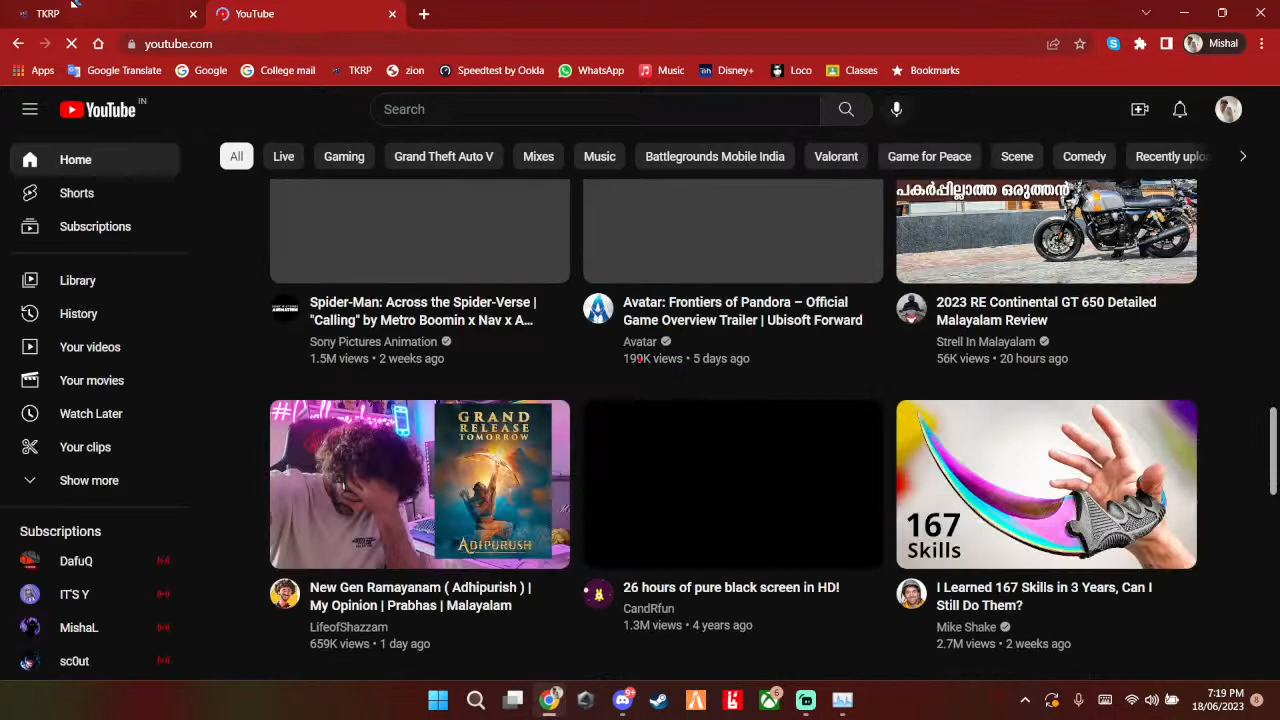 TKRP
YouTube
youtube.com
Mishal
Apps
Google Translate
Google
College mail
TKRP
zion
Speedtest by Ookla
WhatsApp
Music
Disney+
Loco
Classes
Bookmarks
YouTube IN
Search
All
Live
Gaming
Grand Theft Auto V
Mixes
Music
Battlegrounds Mobile India
Valorant
Game for Peace
Scene
Comedy
Recently uplo
Home
Shorts
Subscriptions
Library
History
Your videos
Your movies
Watch Later
Your clips
Show more
Subscriptions
DafuQ
IT'S Y
MishaL
sc0ut
പകർപ്പില്ലാത്ത ഒരുത്തൻ
Spider-Man: Across the Spider-Verse |
"Calling" by Metro Boomin x Nav x A...
Sony Pictures Animation
1.5M views • 2 weeks ago
Avatar: Frontiers of Pandora – Official
Game Overview Trailer | Ubisoft Forward
Avatar
199K views • 5 days ago
2023 RE Continental GT 650 Detailed
Malayalam Review
Strell In Malayalam
56K views • 20 hours ago
GRAND
RELEASE
TOMORROW
ADIPURUSH
167
Skills
New Gen Ramayanam ( Adhipurish ) |
My Opinion | Prabhas | Malayalam
LifeofShazzam
659K views • 1 day ago
26 hours of pure black screen in HD!
CandRfun
1.3M views • 4 years ago
I Learned 167 Skills in 3 Years, Can I
Still Do Them?
Mike Shake
2.7M views • 2 weeks ago
9+
6
7:19 PM
18/06/2023
8